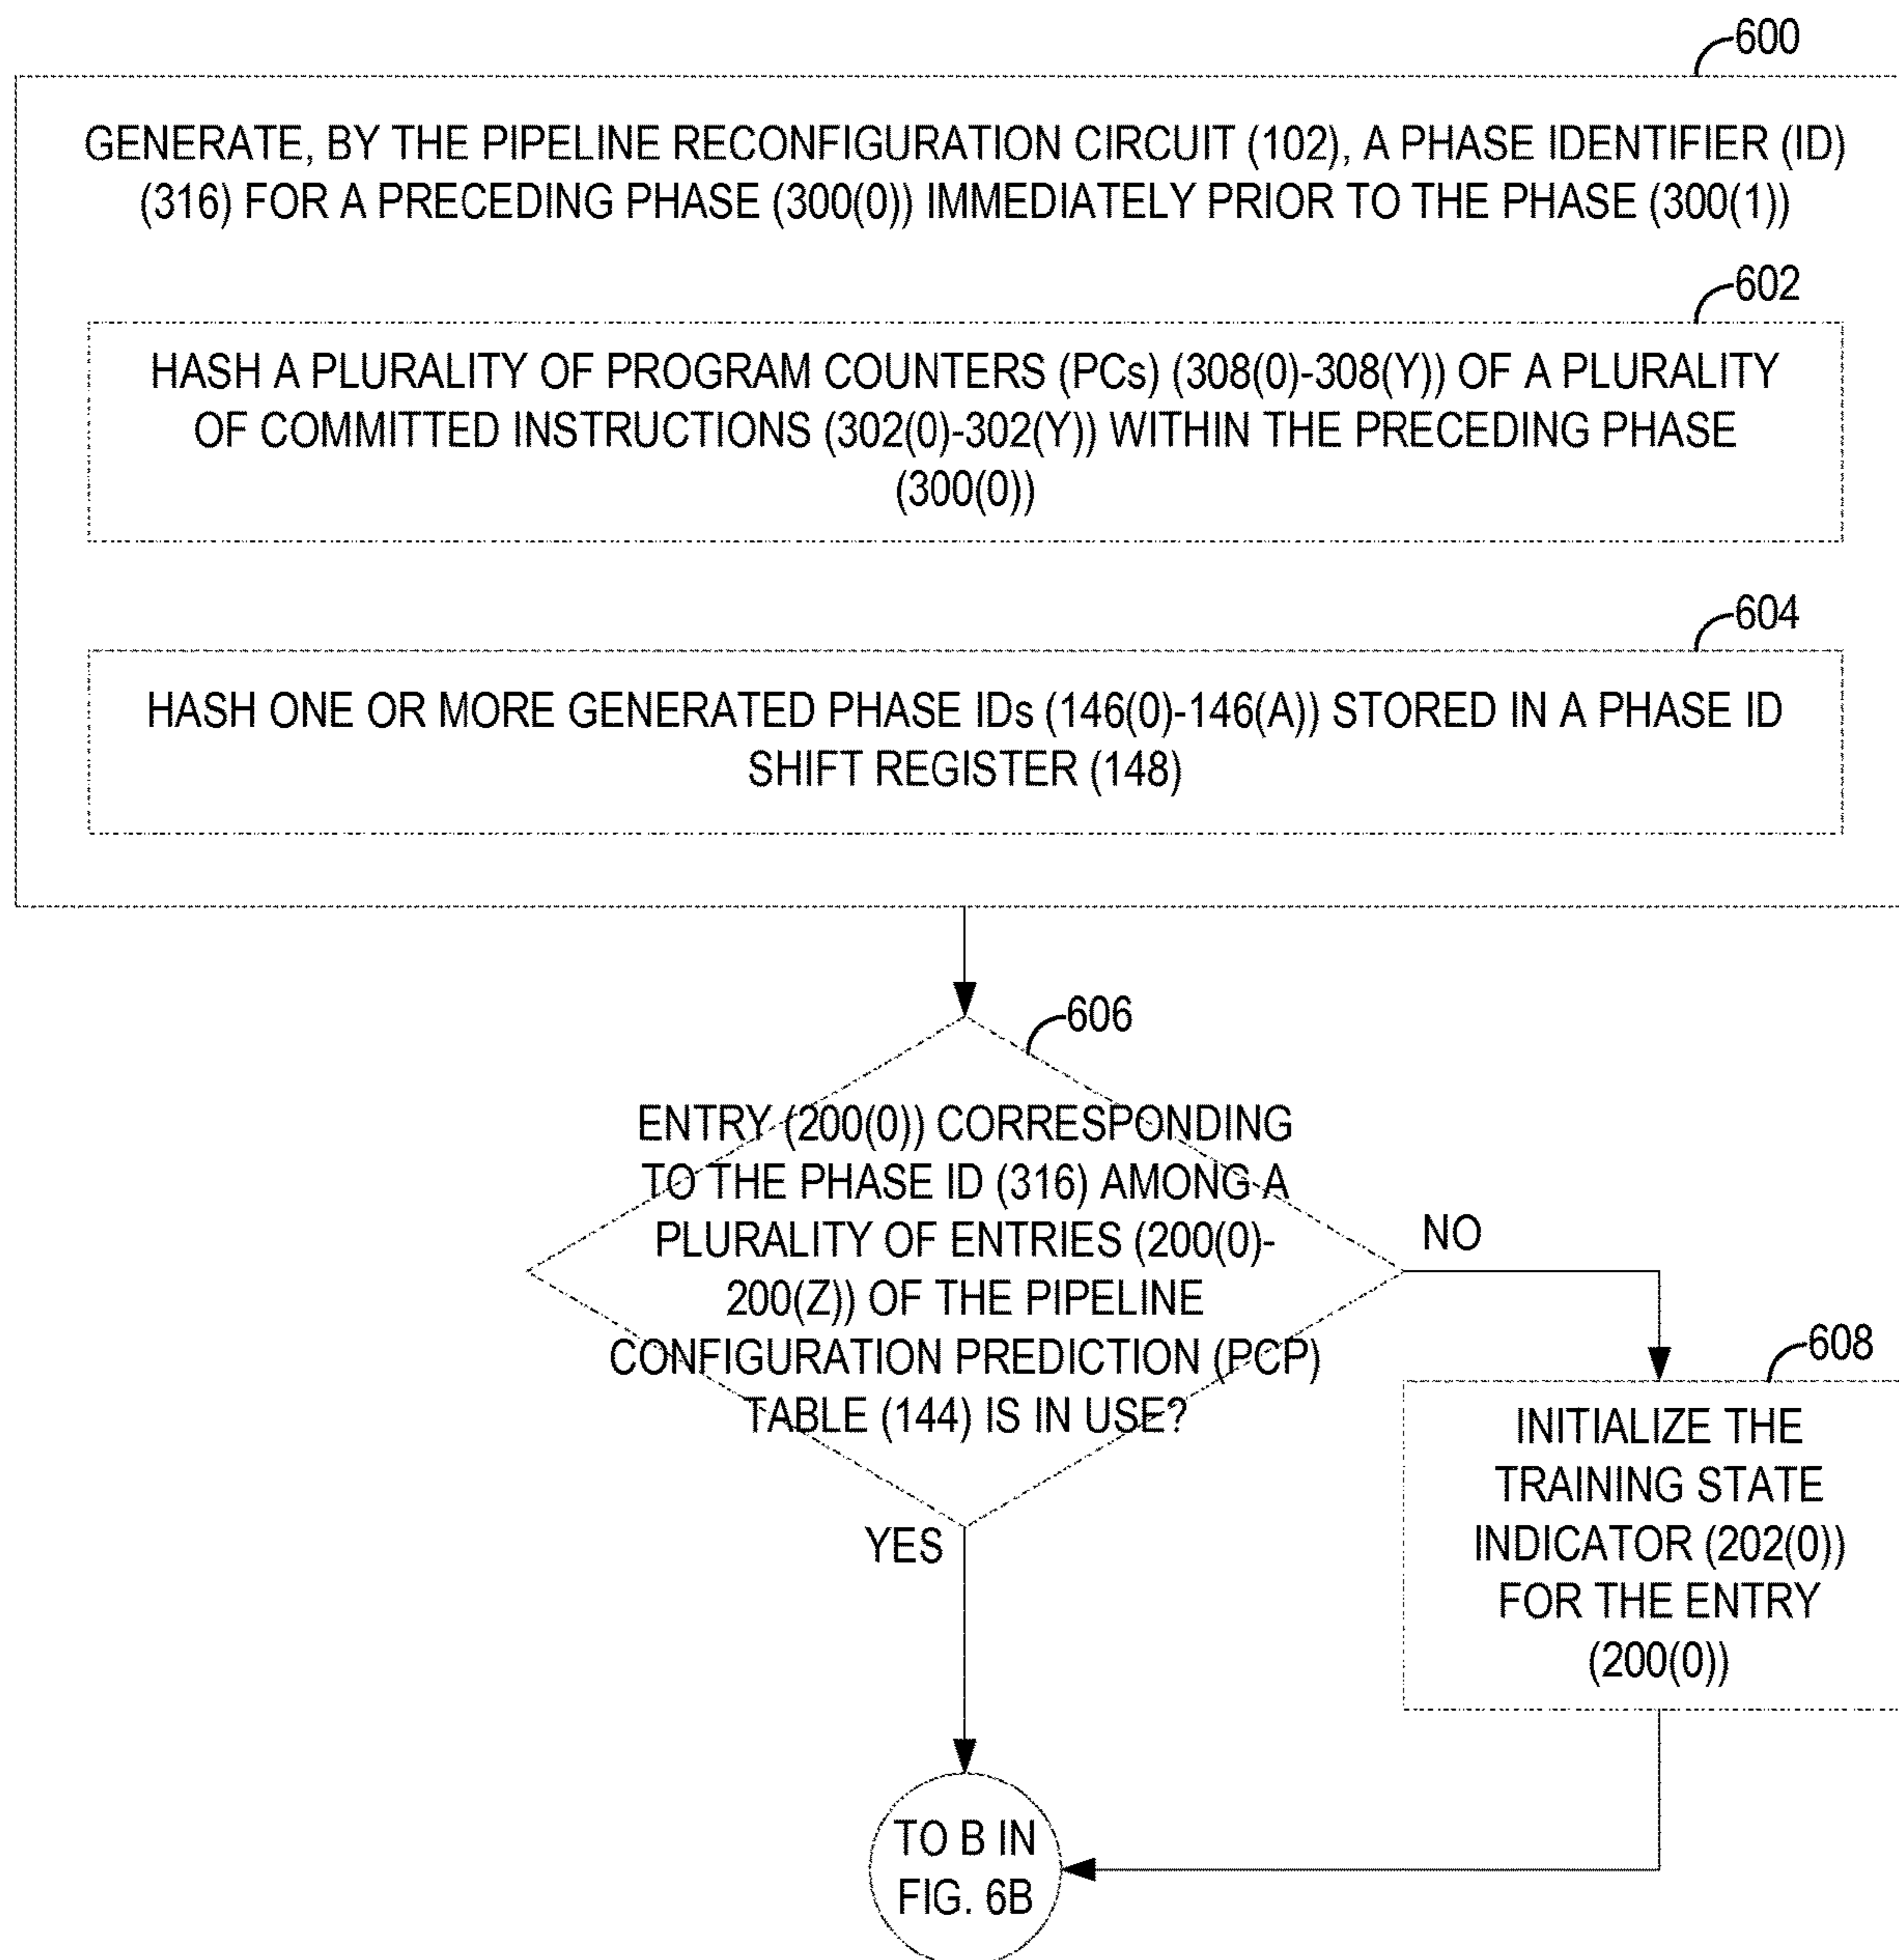 600
GENERATE, BY THE PIPELINE RECONFIGURATION CIRCUIT (102), A PHASE IDENTIFIER (ID)
(316) FOR A PRECEDING PHASE (300(0)) IMMEDIATELY PRIOR TO THE PHASE (300(1))
602
HASH A PLURALITY OF PROGRAM COUNTERS (PCs) (308(0)-308(Y)) OF A PLURALITY
OF COMMITTED INSTRUCTIONS (302(0)-302(Y)) WITHIN THE PRECEDING PHASE
(300(0))
604
HASH ONE OR MORE GENERATED PHASE IDs (146(0)-146(A)) STORED IN A PHASE ID
SHIFT REGISTER (148)
606
ENTRY (200(0)) CORRESPONDING
TO THE PHASE ID (316) AMONG A
PLURALITY OF ENTRIES (200(0)-
200(Z)) OF THE PIPELINE
CONFIGURATION PREDICTION (PCP)
TABLE (144) IS IN USE?
NO
YES
608
INITIALIZE THE
TRAINING STATE
INDICATOR (202(0))
FOR THE ENTRY
(200(0))
TO B IN
FIG. 6B